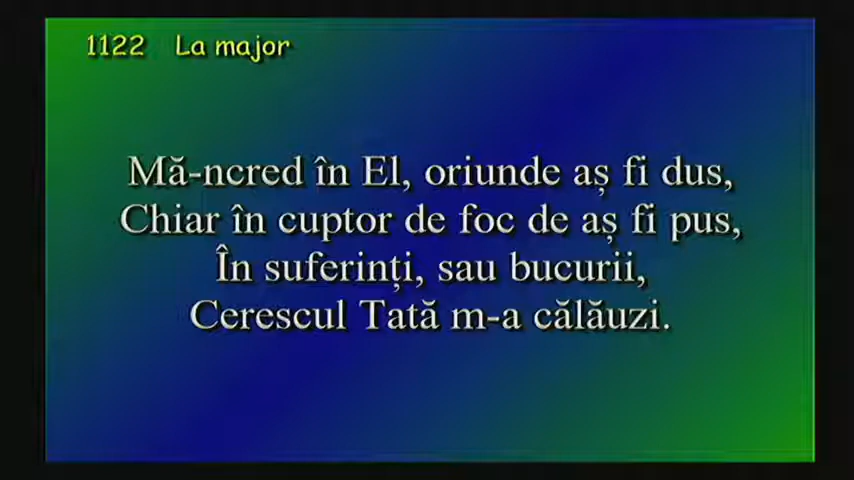 1122 La major
Mă-ncred în El, oriunde aș fi dus,
Chiar în cuptor de foc de aș fi pus,
În suferinți, sau bucurii,
Cerescul Tată m-a călăuzi.